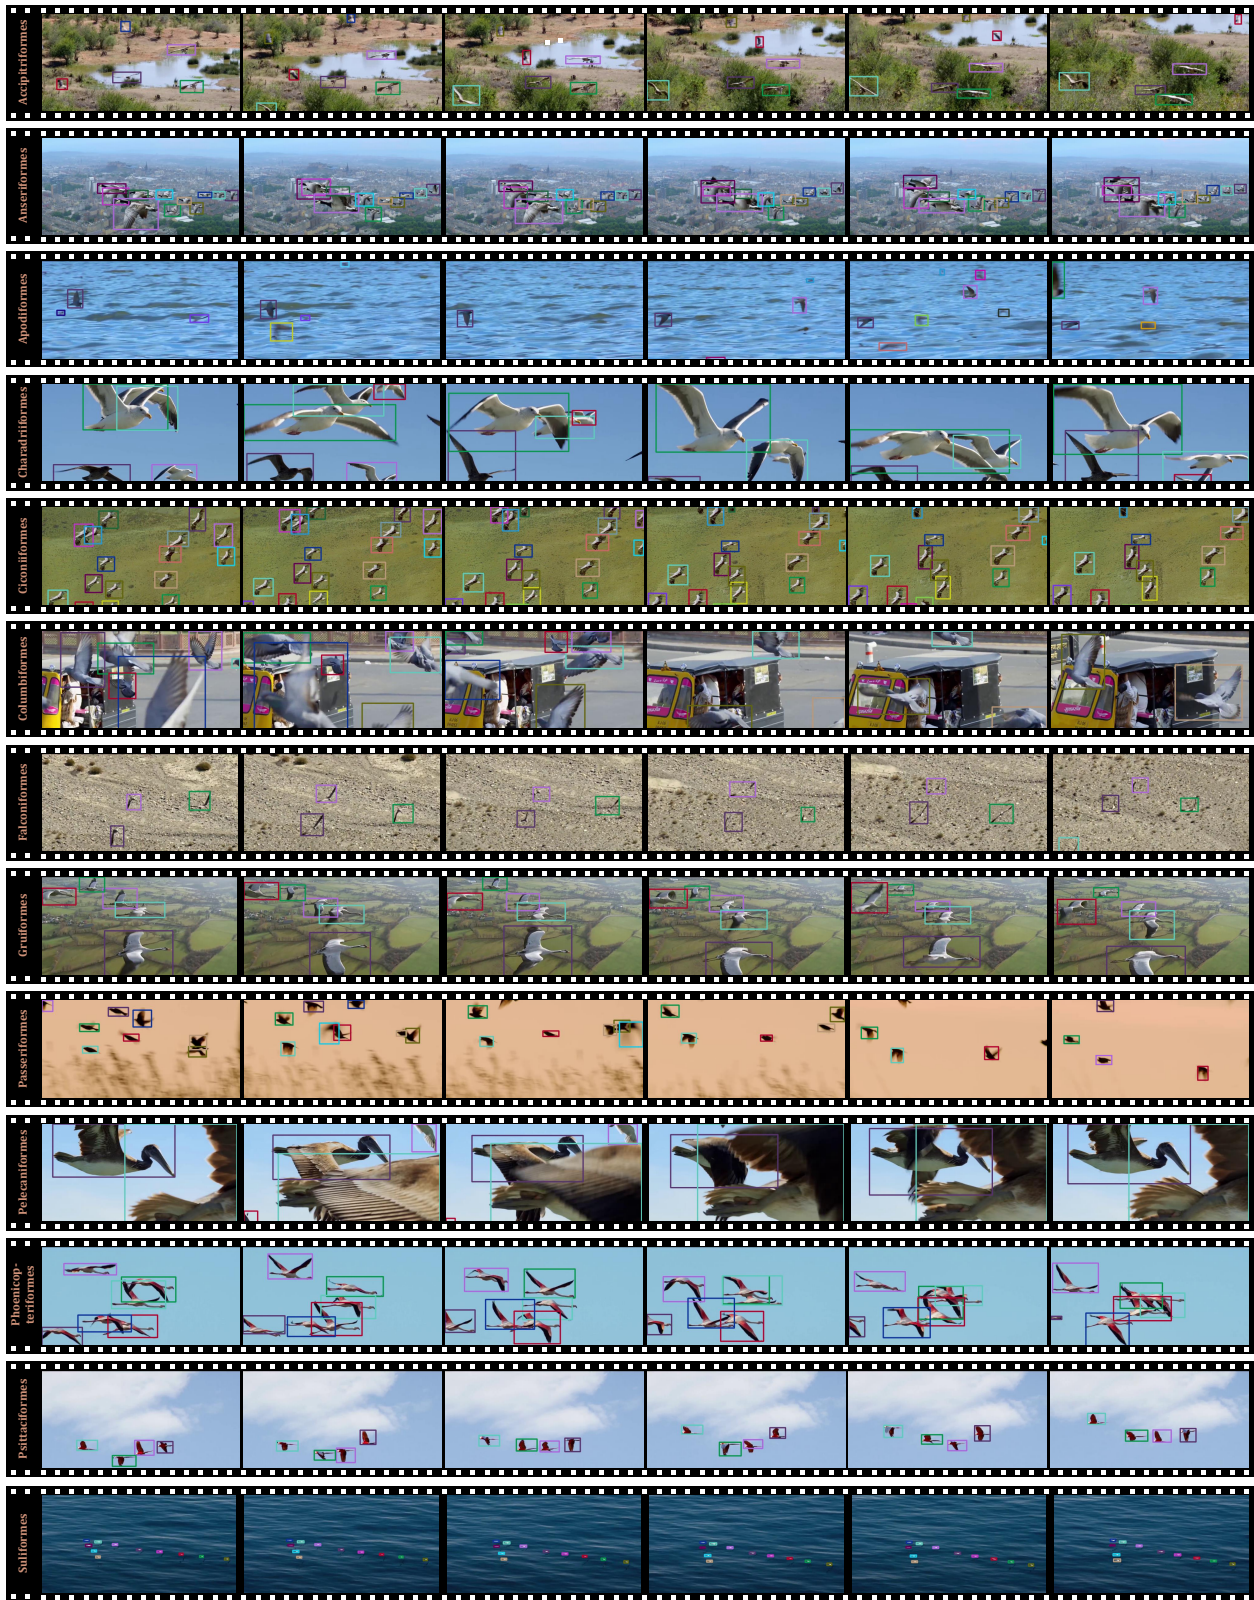 Accipitriformes
Anseriformes
Apodiformes
Charadriiformes
Ciconiiformes
Columbiformes
Falconiformes
Gruiformes
Passeriformes
Pelecaniformes
Phoenicop-
teriformes
Psittaciformes
Suliformes